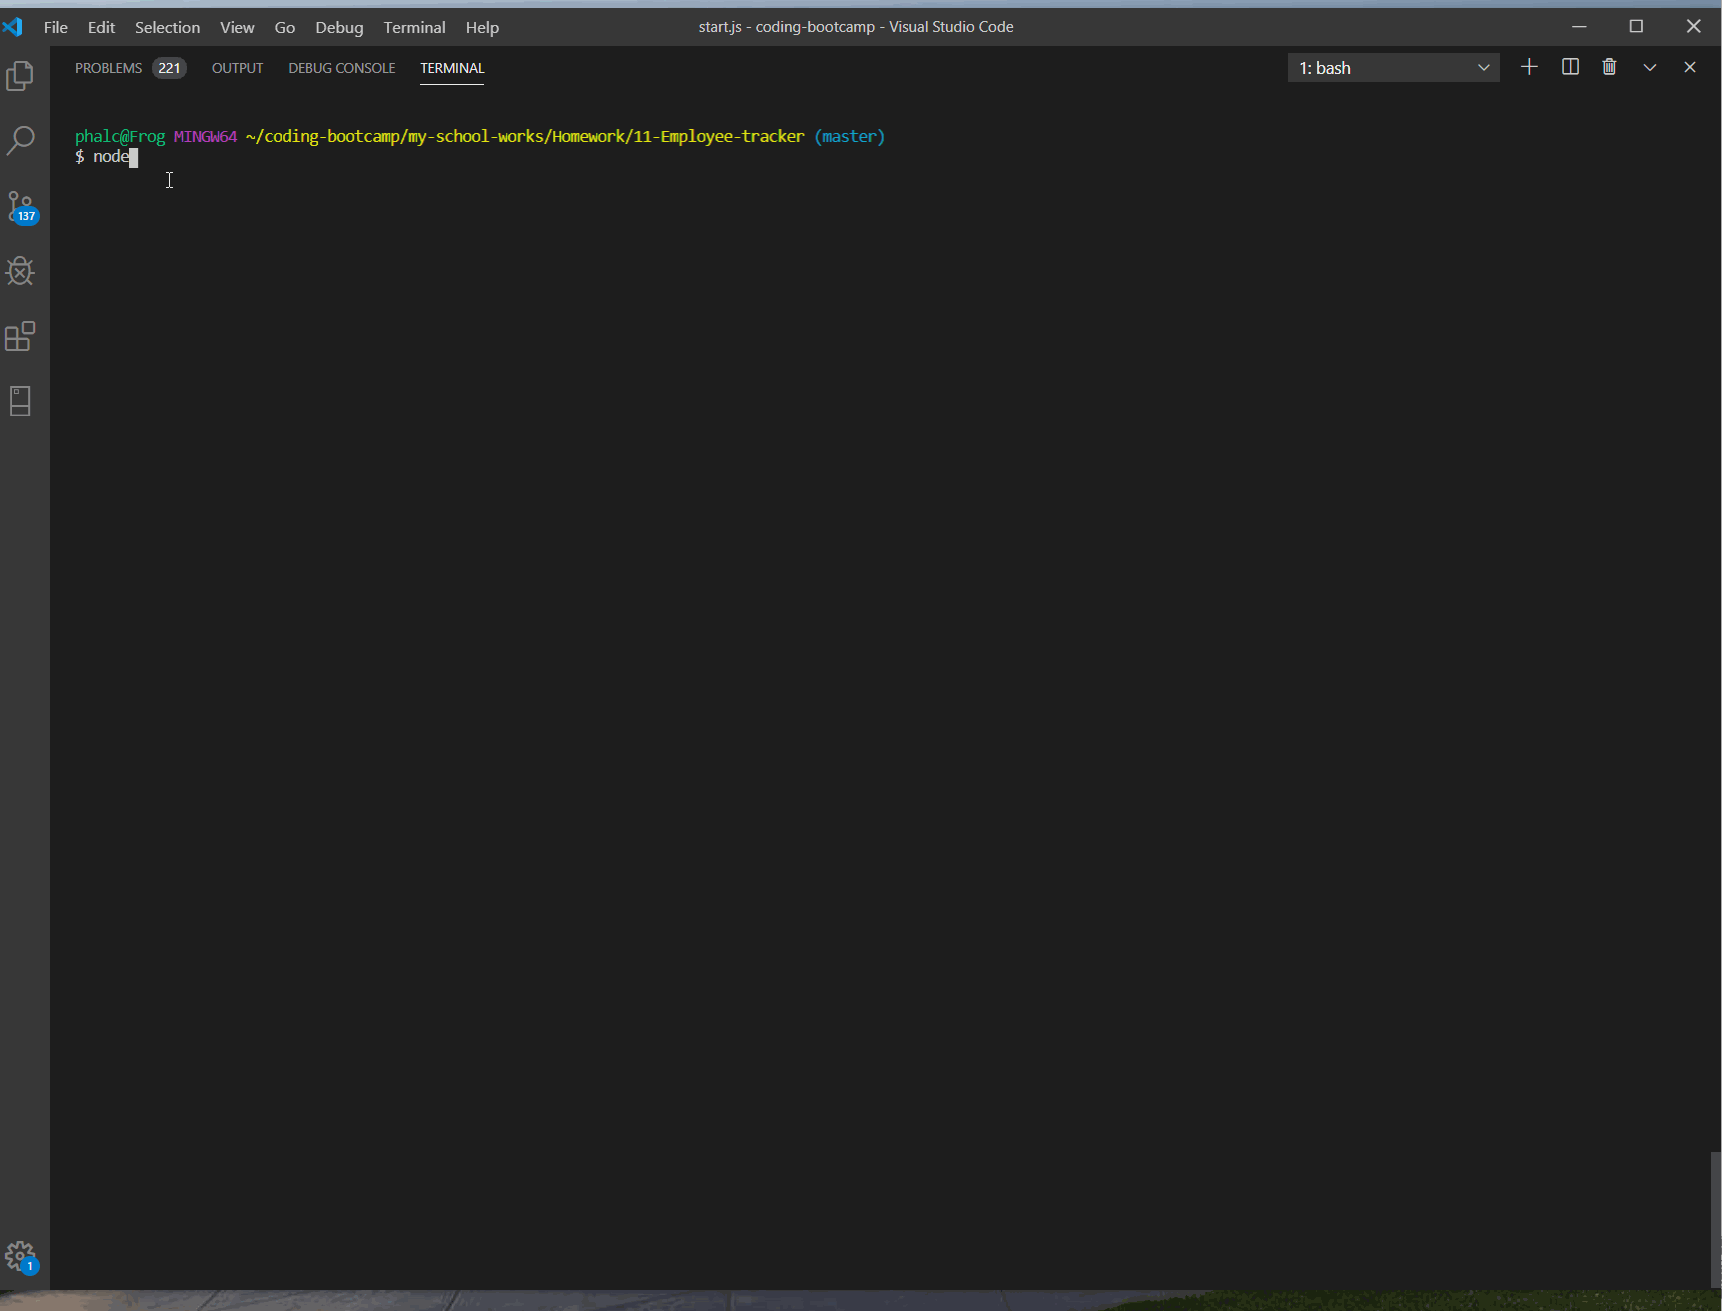 File Edit Selection View Go Debug Terminal Help start.js - coding-bootcamp - Visual Studio Code
PROBLEMS 221 OUTPUT DEBUG CONSOLE TERMINAL 1: bash
phalc@Frog MINGW64 ~/coding-bootcamp/my-school-works/Homework/11-Employee-tracker (master)
$ node
137
1